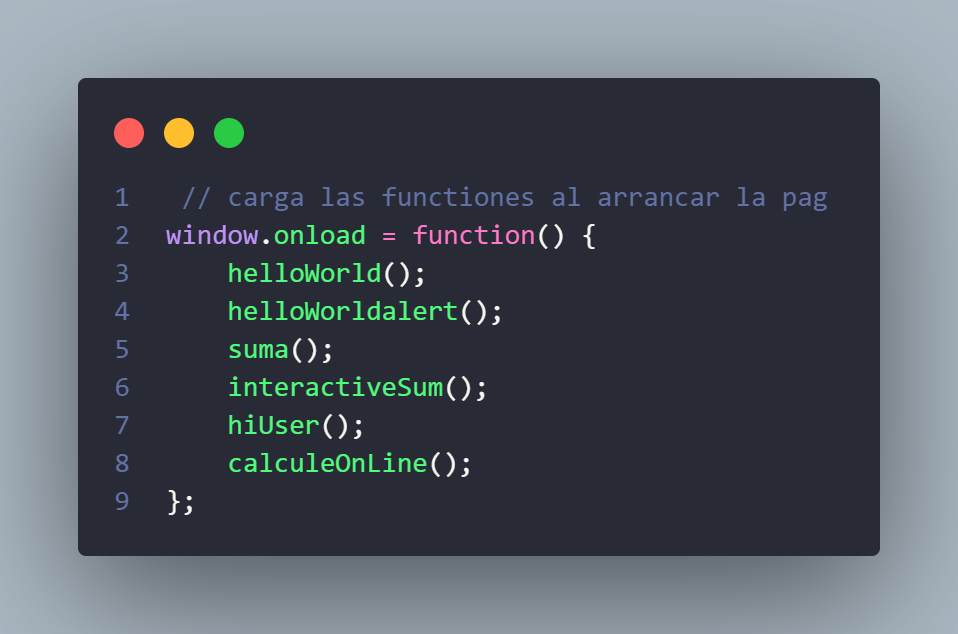 1 // carga las functiones al arrancar la pag
2 window.onload = function() {
3 helloWorld();
4 helloWorldalert();
5 suma();
6 interactiveSum();
7 hiUser();
8 calculeOnLine();
9 };